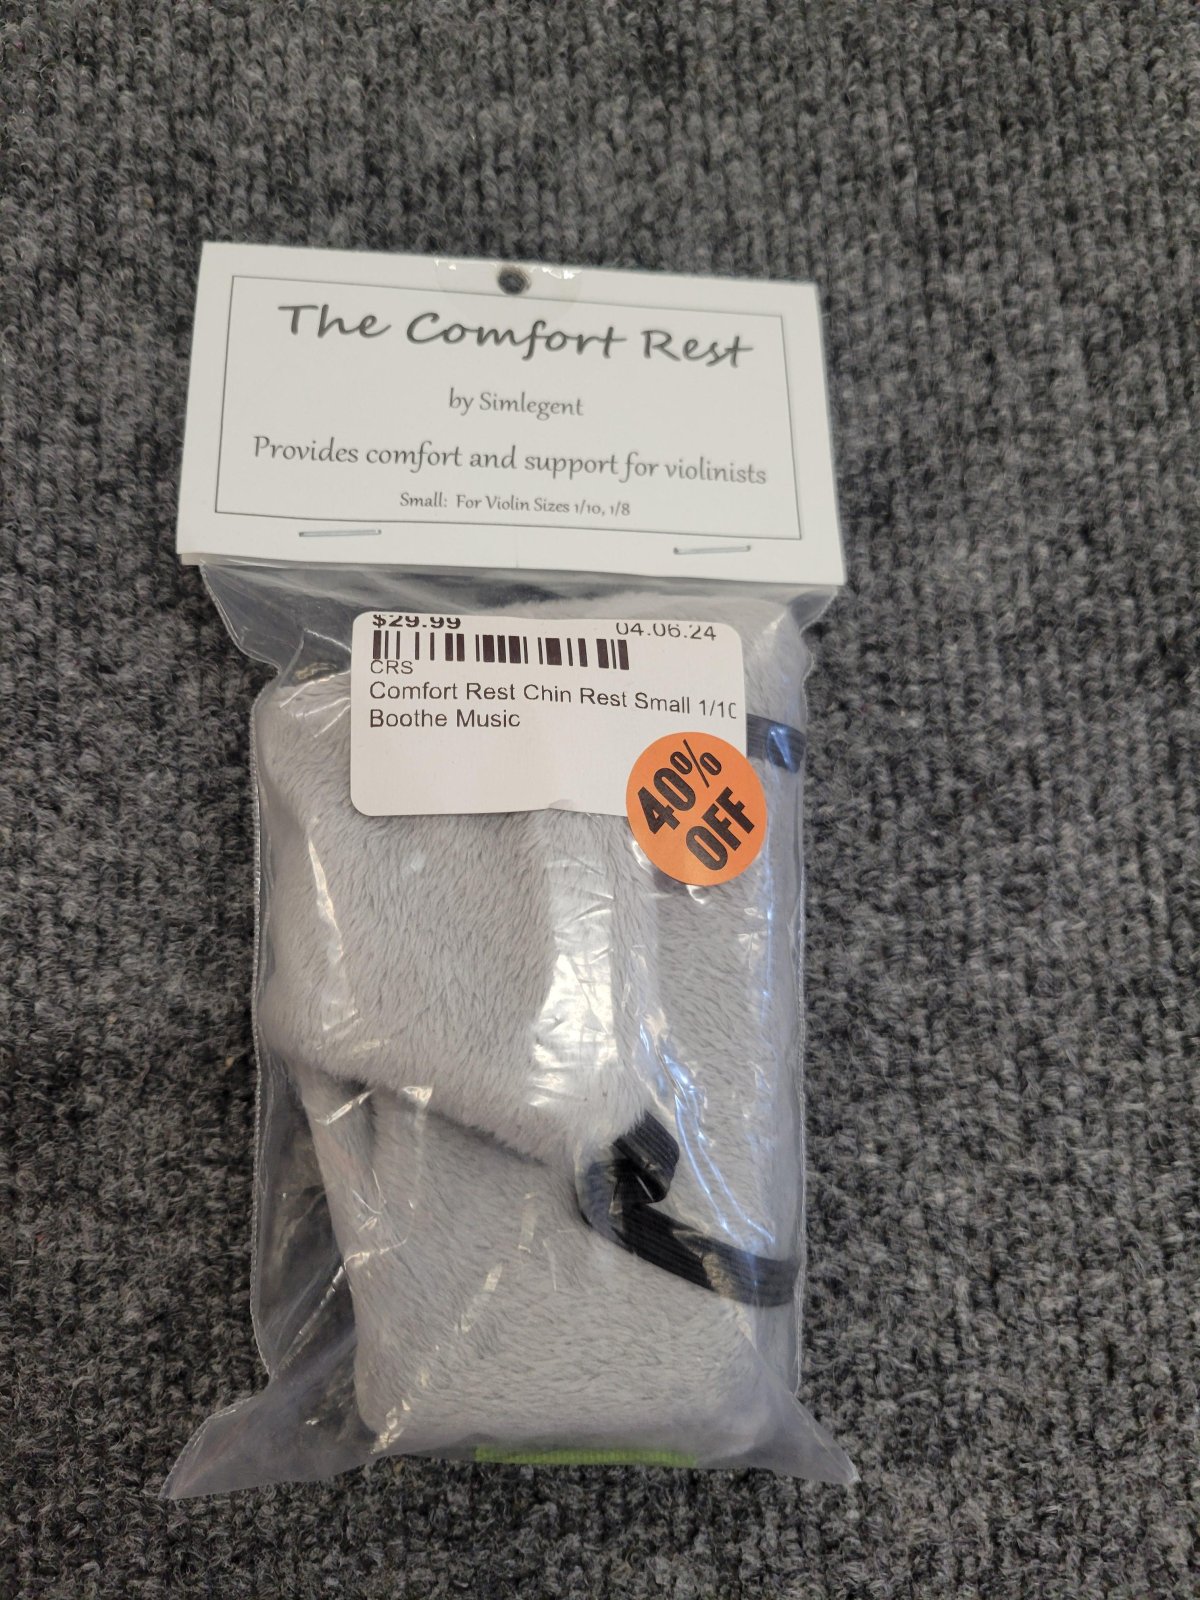 The Comfort Rest
by Simlegent
Provides comfort and support for violinists
Small: For Violin Sizes 1/10, 1/8
$29.99
04.06.24
CRS
Comfort Rest Chin Rest Small 1/10
Boothe Music
40%
OFF